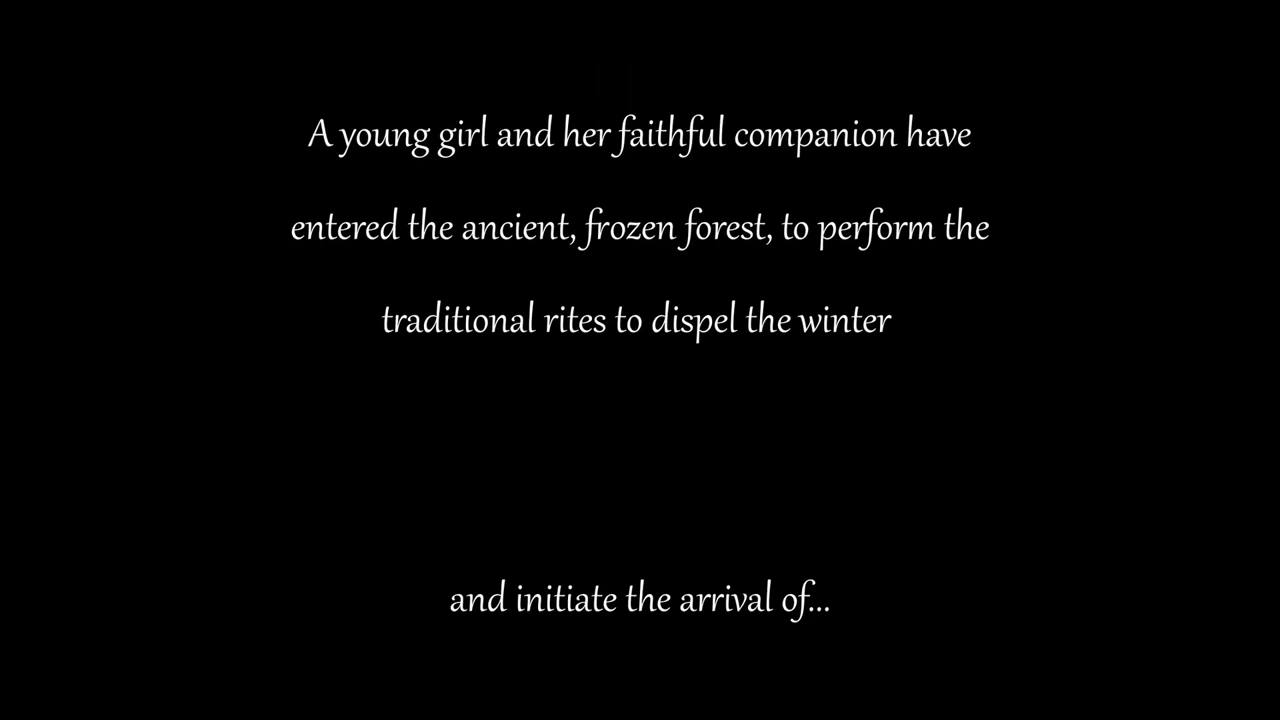 A young girl and her faithful companion have
entered the ancient, frozen forest, to perform the
traditional rites to dispel the winter
and initiate the arrival of...